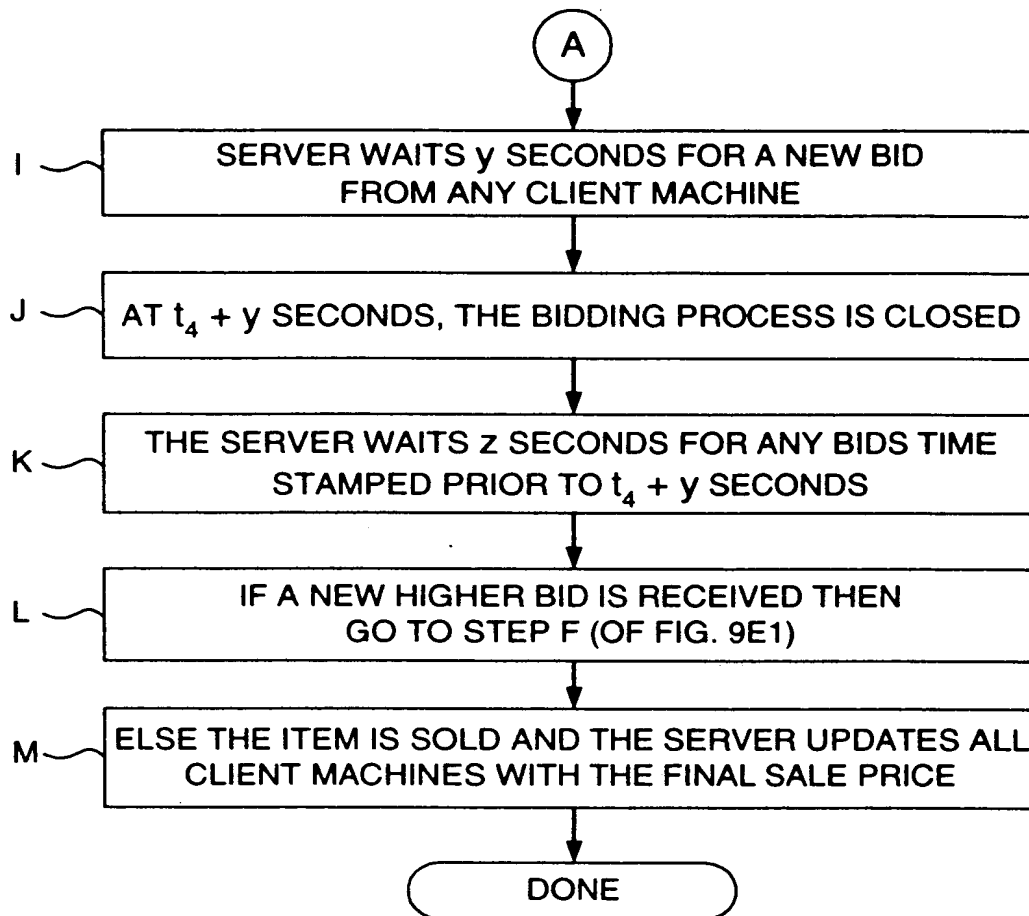 A
I
SERVER WAITS y SECONDS FOR A NEW BID
FROM ANY CLIENT MACHINE
J
AT t₄ + y SECONDS, THE BIDDING PROCESS IS CLOSED
K
THE SERVER WAITS z SECONDS FOR ANY BIDS TIME
STAMPED PRIOR TO t₄ + y SECONDS
L
IF A NEW HIGHER BID IS RECEIVED THEN
GO TO STEP F (OF FIG. 9E1)
M
ELSE THE ITEM IS SOLD AND THE SERVER UPDATES ALL
CLIENT MACHINES WITH THE FINAL SALE PRICE
DONE